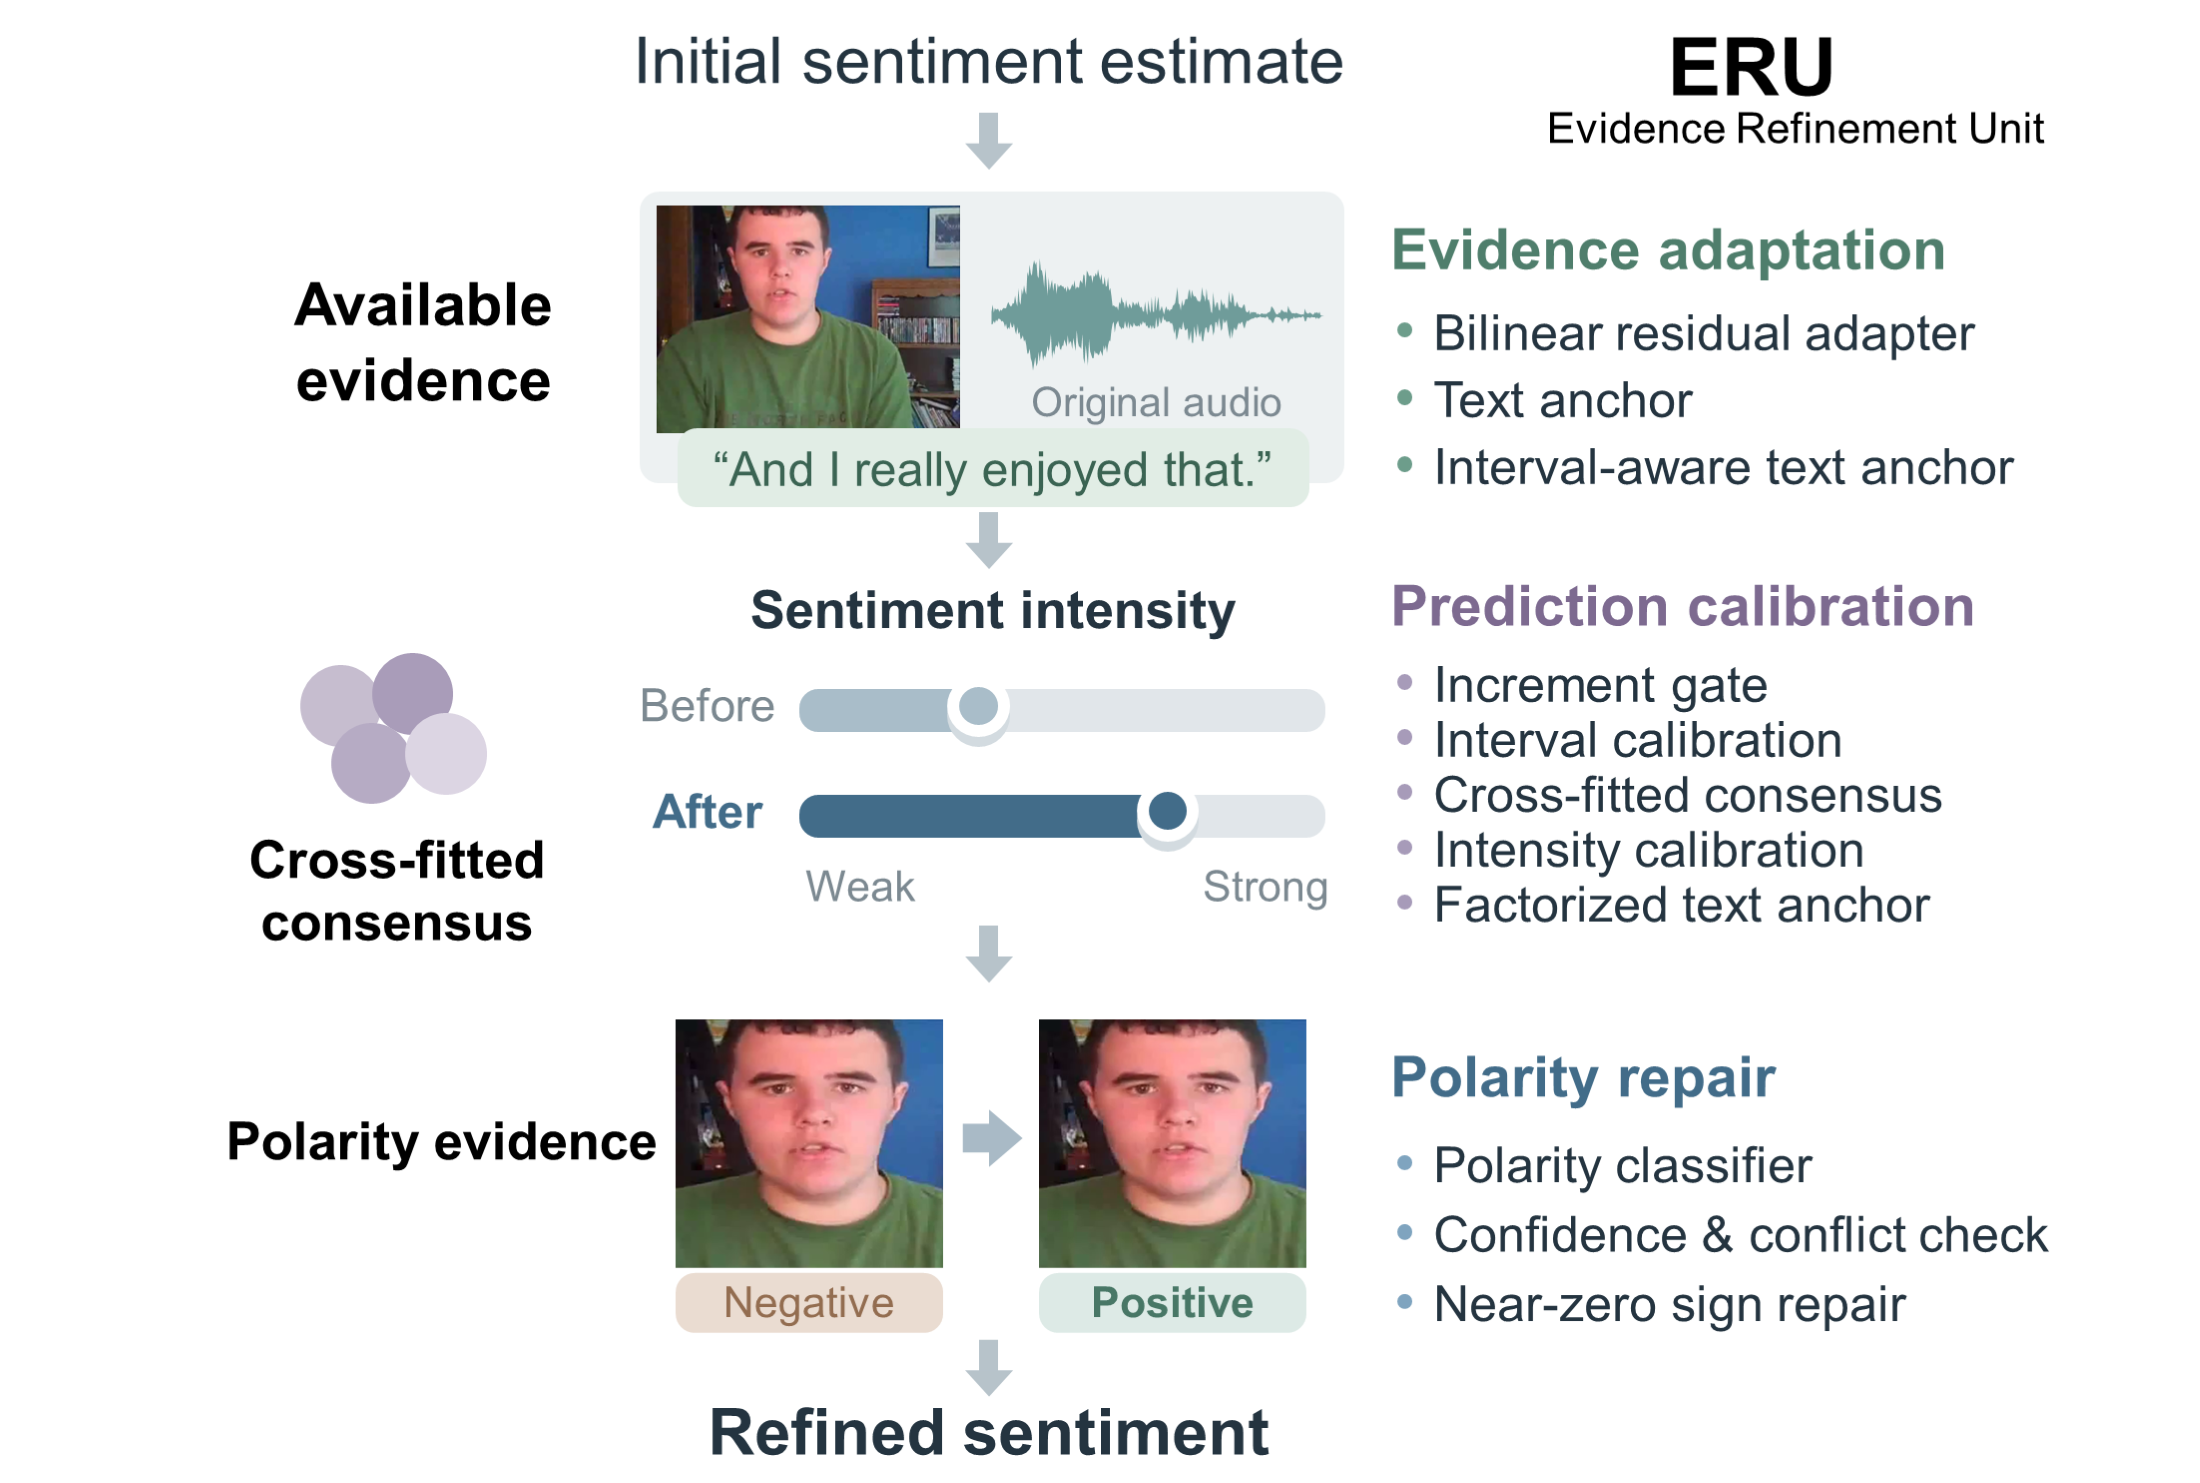 Initial sentiment estimate
ERU
Evidence Refinement Unit
Available
evidence
Original audio
“And I really enjoyed that.”
Evidence adaptation
• Bilinear residual adapter
• Text anchor
• Interval-aware text anchor
Sentiment intensity
Before
After
Weak
Strong
Cross-fitted
consensus
Prediction calibration
• Increment gate
• Interval calibration
• Cross-fitted consensus
• Intensity calibration
• Factorized text anchor
Polarity evidence
Negative
Positive
Polarity repair
• Polarity classifier
• Confidence & conflict check
• Near-zero sign repair
Refined sentiment